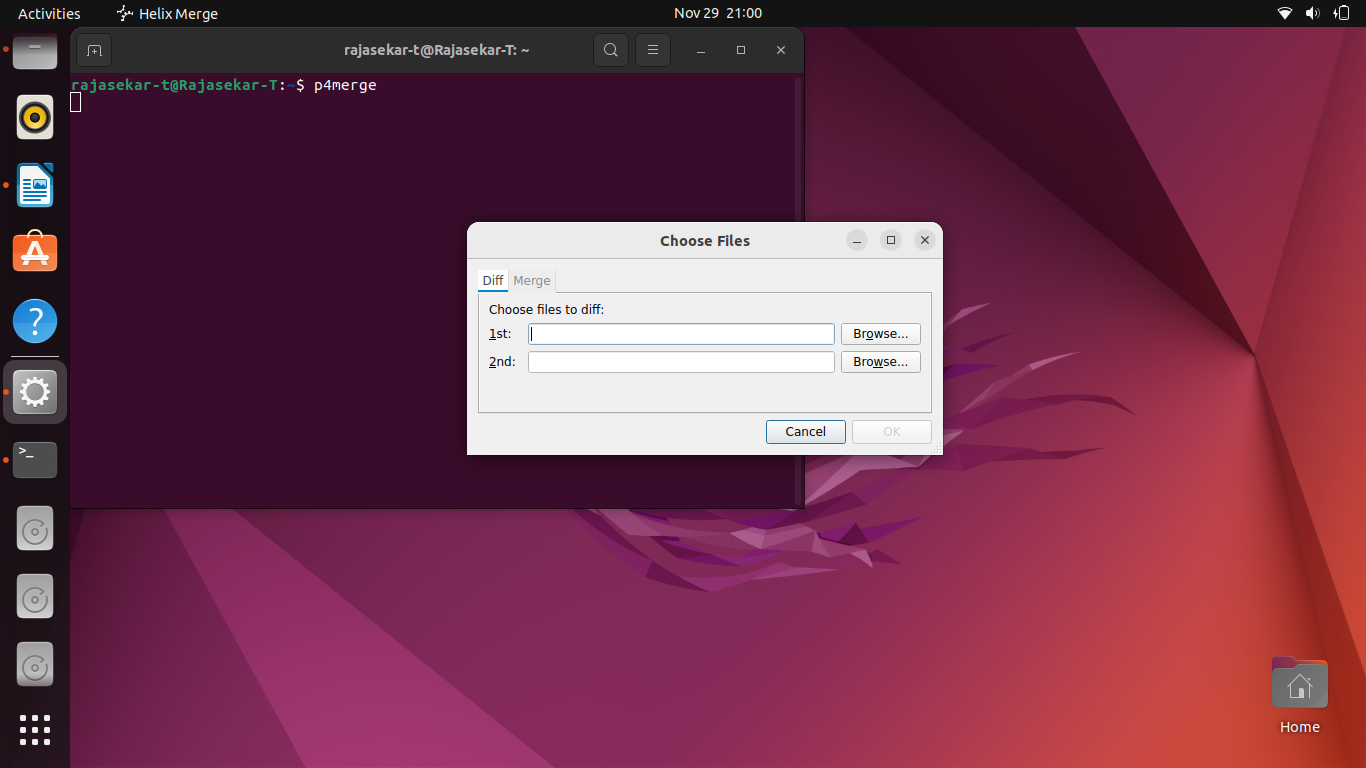 Activities
Helix Merge
Nov 29 21:00
rajasekar-t@Rajasekar-T: ~
rajasekar-t@Rajasekar-T:~$ p4merge
Choose Files
Diff Merge
Choose files to diff:
1st: Browse...
2nd: Browse...
Cancel OK
Home